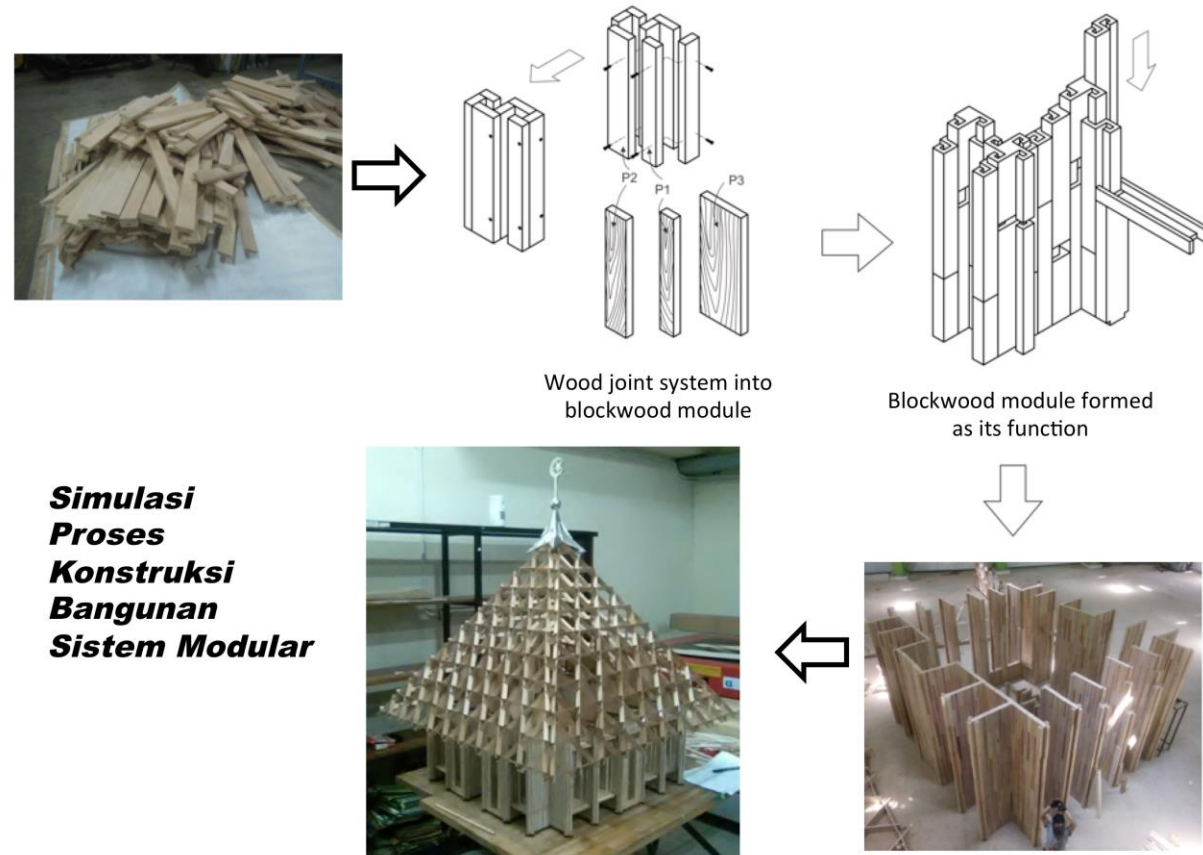 P2
P1
P3
Wood joint system into
blockwood module
Blockwood module formed
as its function
Simulasi
Proses
Konstruksi
Bangunan
Sistem Modular